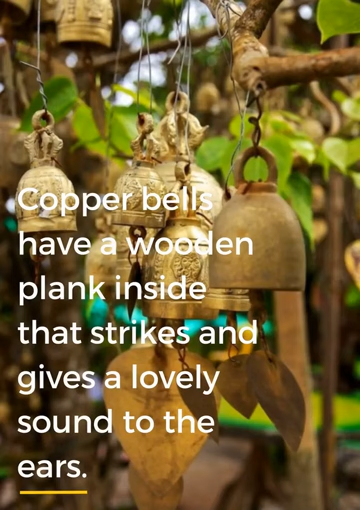 Copper bells
have a wooden
plank inside
that strikes and
gives a lovely
sound to the
ears.